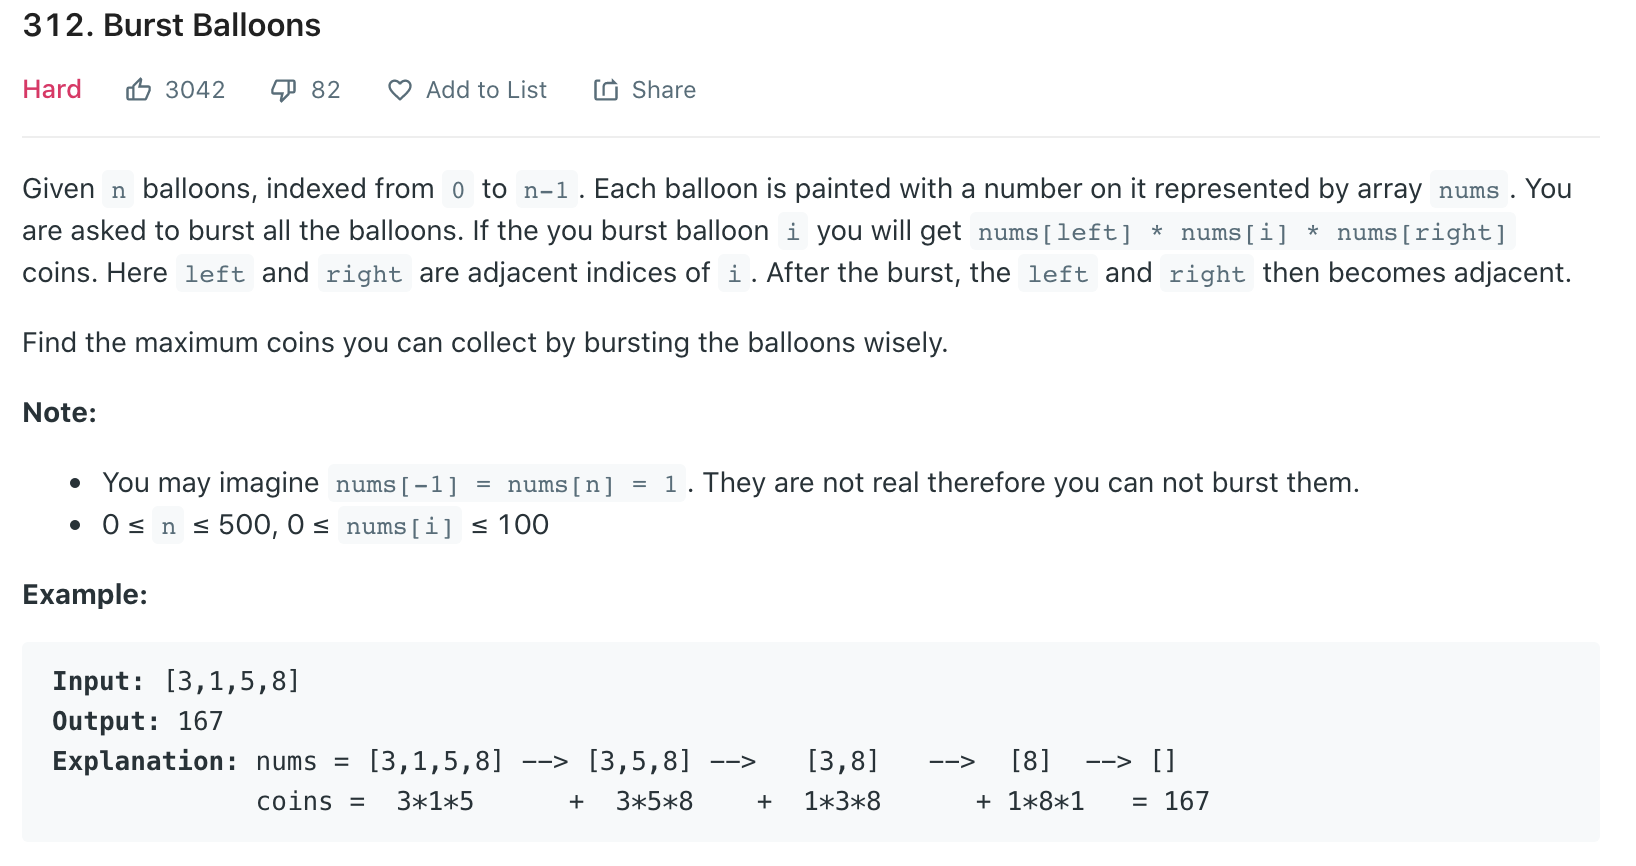 312. Burst Balloons
Hard 3042 82 Add to List Share
Given n balloons, indexed from 0 to n-1. Each balloon is painted with a number on it represented by array nums. You
are asked to burst all the balloons. If the you burst balloon i you will get nums[left] * nums[i] * nums[right]
coins. Here left and right are adjacent indices of i. After the burst, the left and right then becomes adjacent.
Find the maximum coins you can collect by bursting the balloons wisely.
Note:
• You may imagine nums[-1] = nums[n] = 1. They are not real therefore you can not burst them.
• 0 ≤ n ≤ 500, 0 ≤ nums[i] ≤ 100
Example:
Input: [3,1,5,8]
Output: 167
Explanation: nums = [3,1,5,8] --> [3,5,8] --> [3,8] --> [8] --> []
coins = 3*1*5 + 3*5*8 + 1*3*8 + 1*8*1 = 167